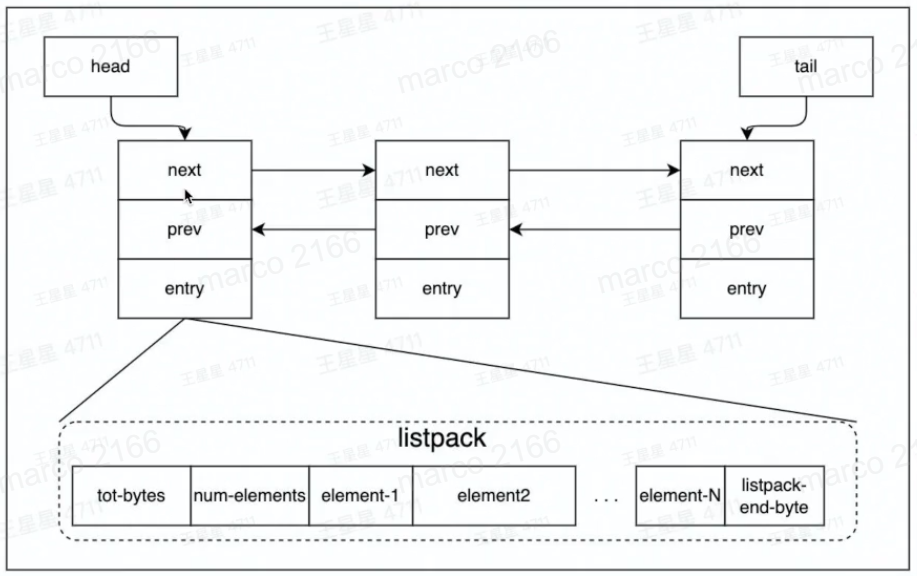 head
tail
next
next
next
prev
prev
prev
entry
entry
entry
listpack
tot-bytes
num-elements
element-1
element2
...
element-N
listpack-
end-byte
marco 2166
王星星 4711